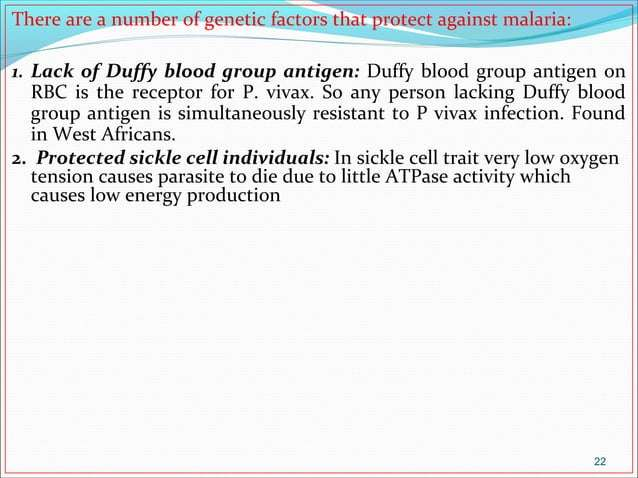 There are a number of genetic factors that protect against malaria:
1. Lack of Duffy blood group antigen: Duffy blood group antigen on
RBC is the receptor for P. vivax. So any person lacking Duffy blood
group antigen is simultaneously resistant to P vivax infection. Found
in West Africans.
2. Protected sickle cell individuals: In sickle cell trait very low oxygen
tension causes parasite to die due to little ATPase activity which
causes low energy production
22